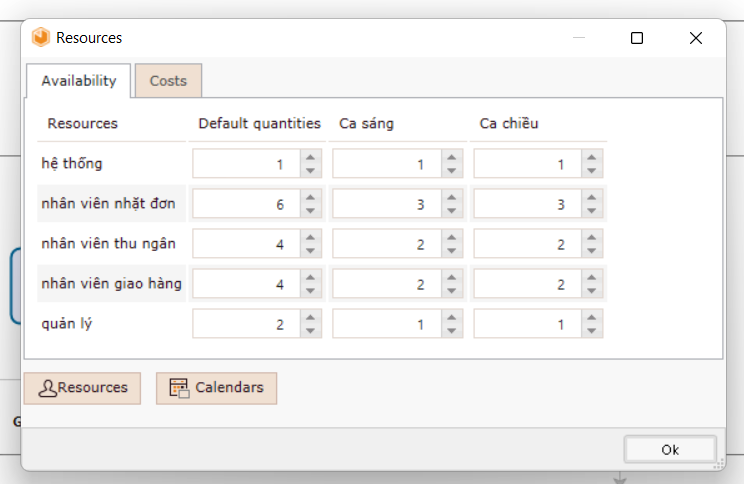 Resources
Availability Costs
Resources Default quantities Ca sáng Ca chiều
hệ thống 1 1 1
nhân viên nhặt đơn 6 3 3
nhân viên thu ngân 4 2 2
nhân viên giao hàng 4 2 2
quản lý 2 1 1
Resources Calendars
G
Ok